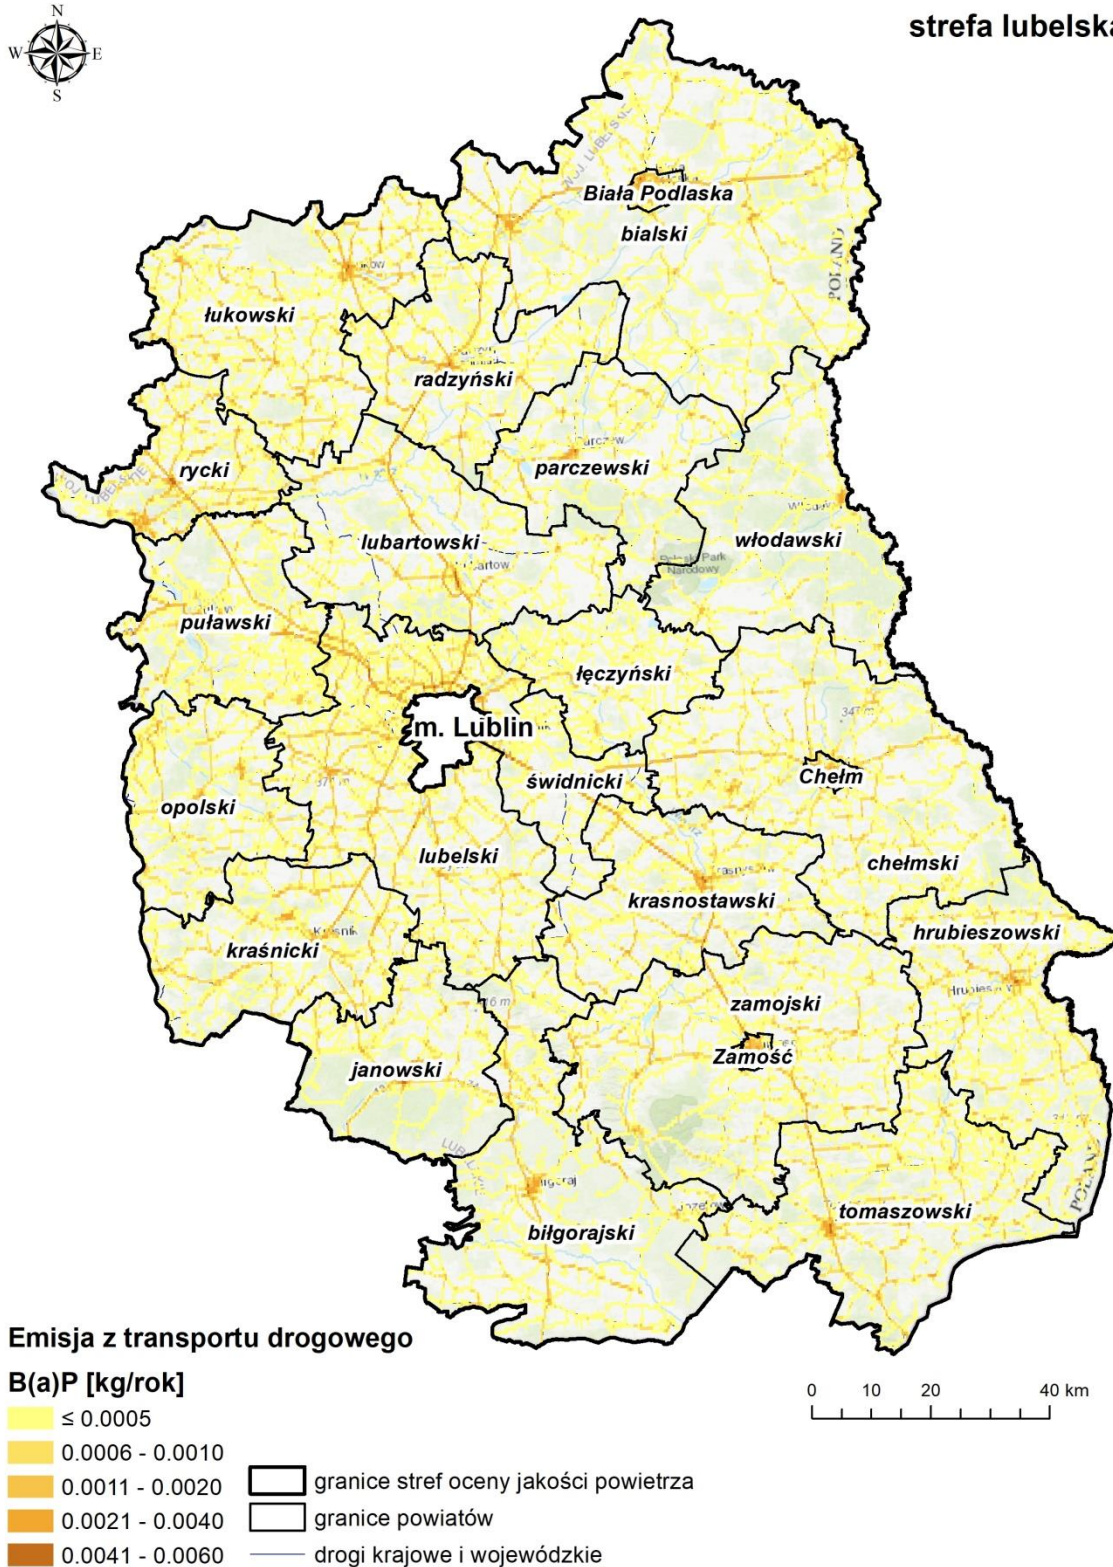 N
W
E
S
strefa lubelska
Biała Podlaska
bialski
POLAND
łukowski
radzyński
rycki
parczewski
włodawski
lubartowski
Narodowy
puławski
łęczyński
m. Lublin
347 m
świdnicki
Chełm
opolski
lubelski
chełmski
krasnostawski
hrubieszowski
kraśnicki
zamojski
Zamość
janowski
tomaszowski
biłgorajski
Emisja z transportu drogowego
B(a)P [kg/rok]
≤ 0.0005
0.0006 - 0.0010
0.0011 - 0.0020
0.0021 - 0.0040
0.0041 - 0.0060
granice stref oceny jakości powietrza
granice powiatów
drogi krajowe i wojewódzkie
0 10 20 40 km